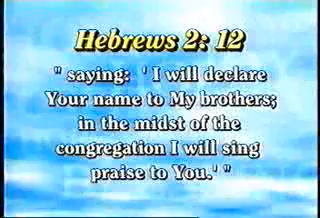 Hebrews 2: 12
" saying:  ' I will declare
Your name to My brothers;
in the midst of the
congregation I will sing
praise to You.' "